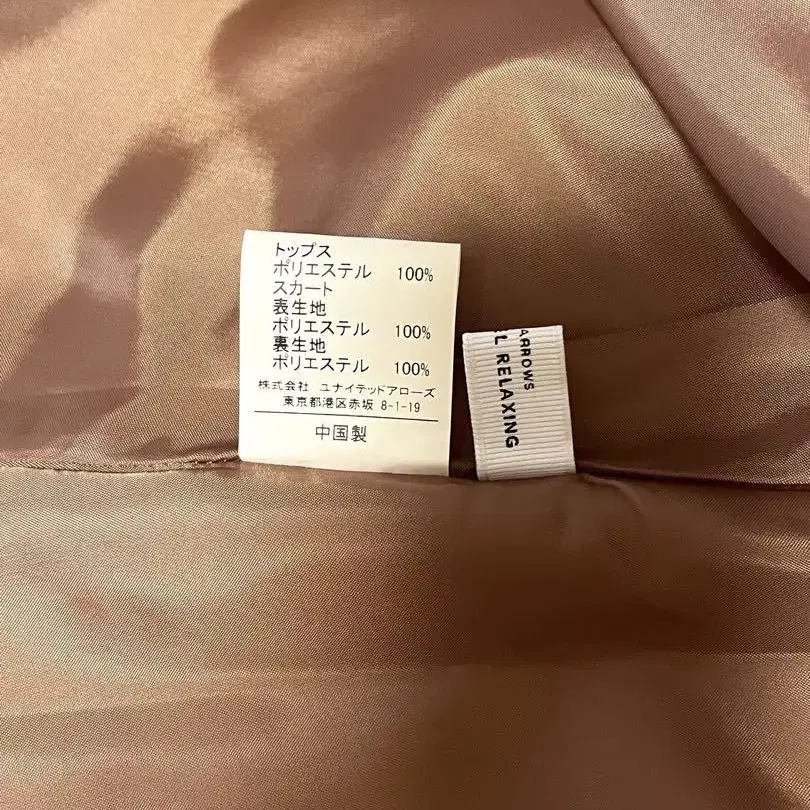 トップス
ポリエステル 100%
スカート
表生地
ポリエステル 100%
裏生地
ポリエステル 100%
株式会社 ユナイテッドアローズ
東京都港区赤坂 8-1-19
中国製
ARROWS
RELAXING